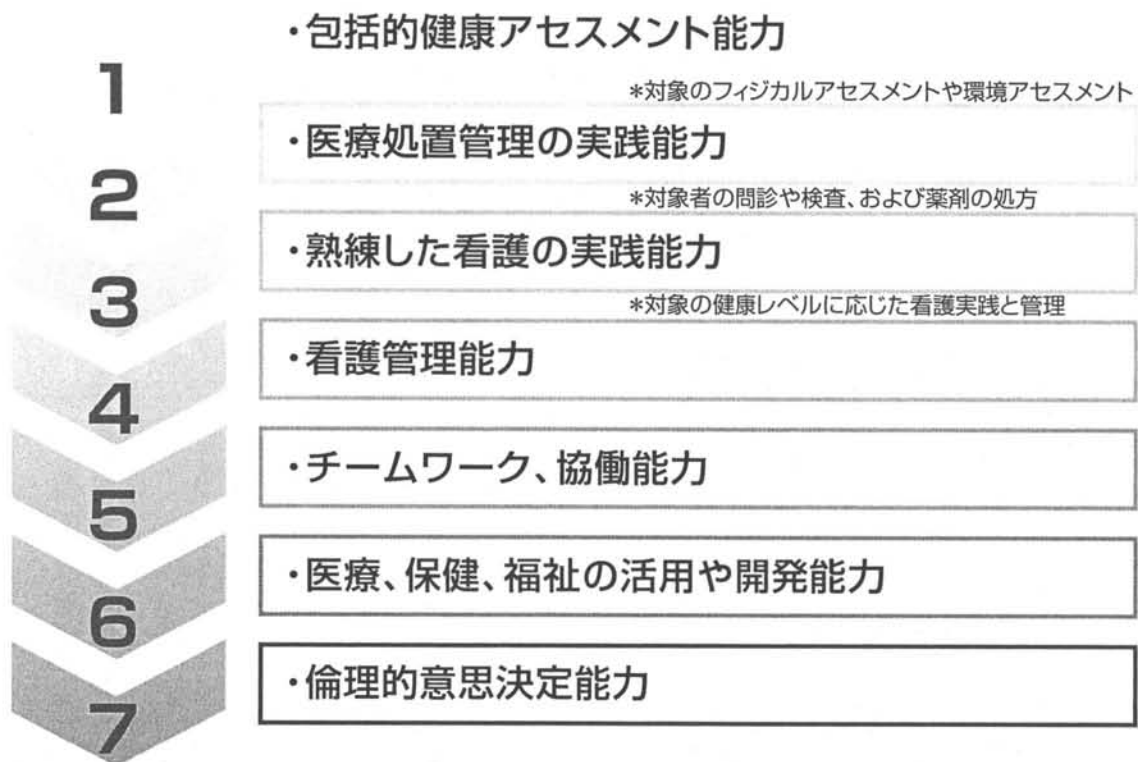 1
・包括的健康アセスメント能力
*対象のフィジカルアセスメントや環境アセスメント
2
・医療処置管理の実践能力
*対象者の問診や検査、および薬剤の処方
3
・熟練した看護の実践能力
*対象の健康レベルに応じた看護実践と管理
4
・看護管理能力
5
・チームワーク、協働能力
6
・医療、保健、福祉の活用や開発能力
7
・倫理的意思決定能力